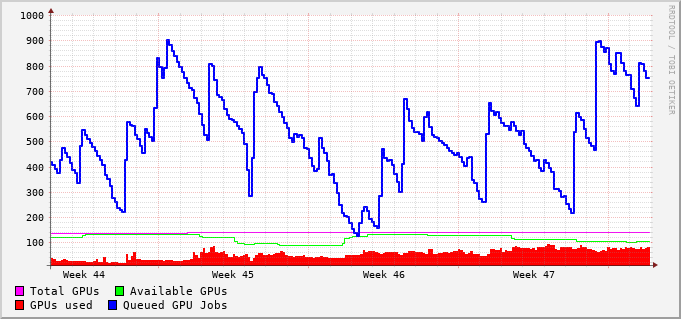 1000
900
800
700
600
500
400
300
200
100
Week 44 Week 45 Week 46 Week 47
Total GPUs Available GPUs
GPUs used Queued GPU Jobs
RRDTOOL / TOBI OETIKER